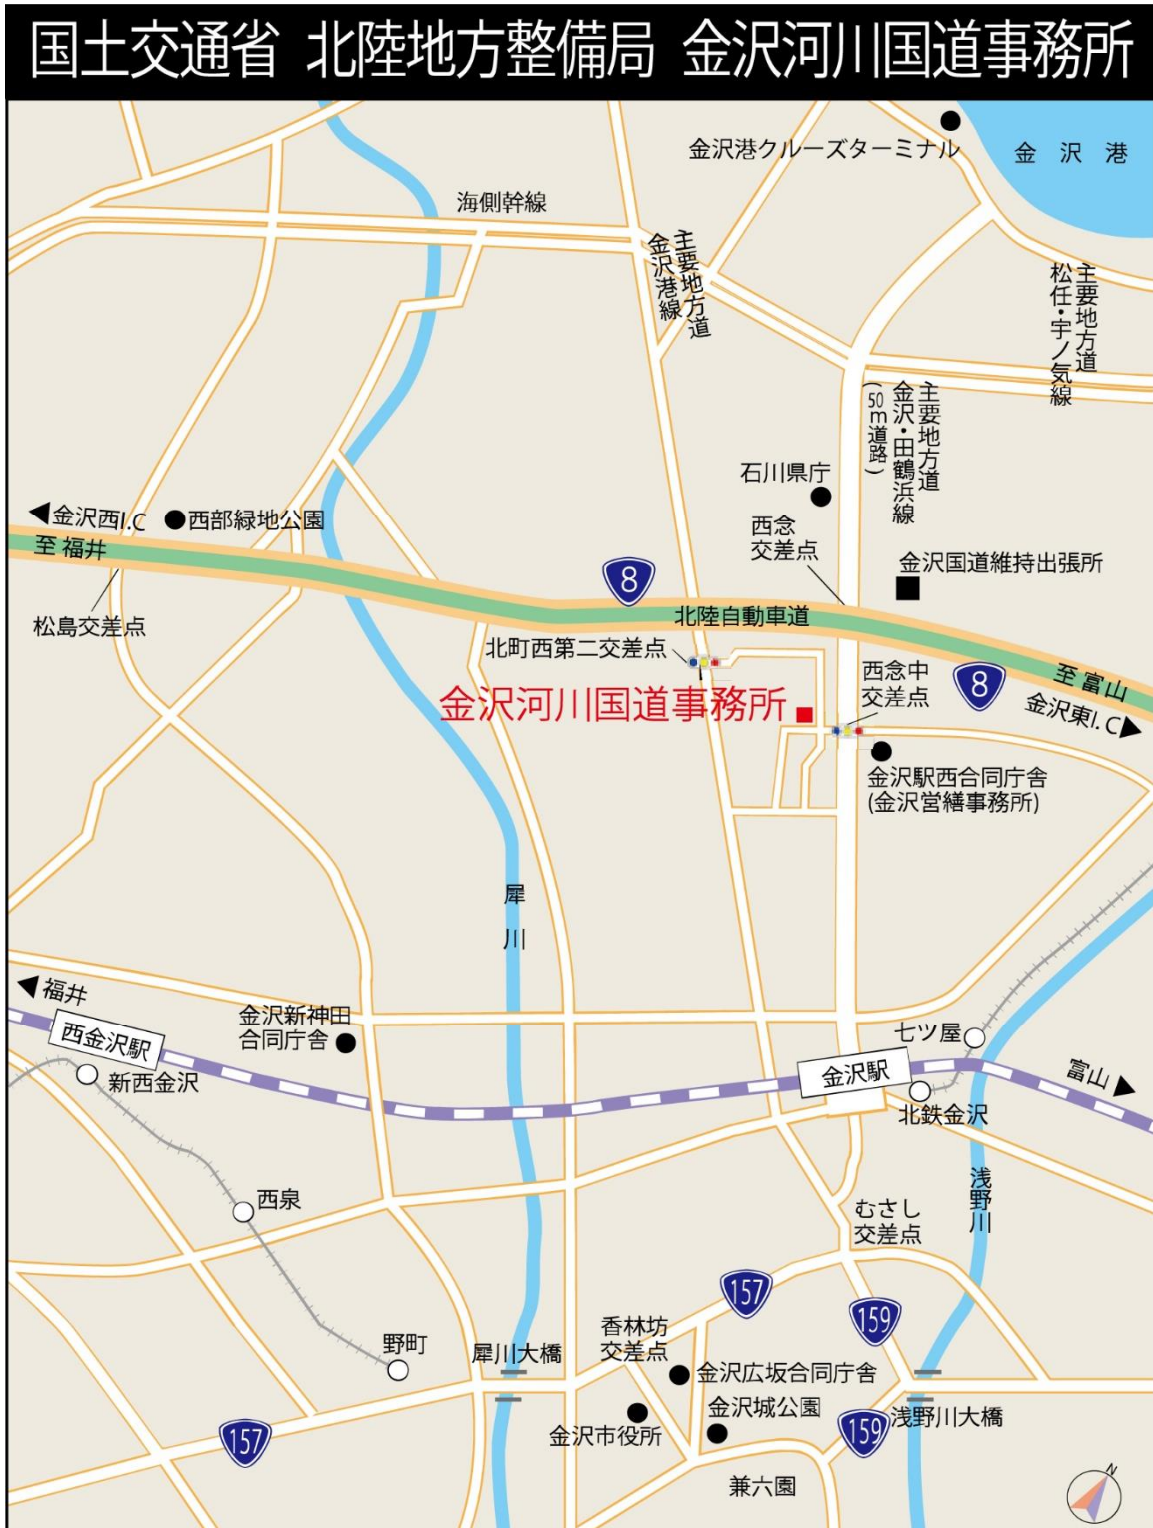 国土交通省 北陸地方整備局 金沢河川国道事務所
金沢港クルーズターミナル
金沢港
海側幹線
主要地方道
金沢港線
主要地方道
松任・宇ノ気線
主要地方道
金沢・田鶴浜線
(50m道路)
石川県庁
西念
交差点
金沢西I.C
西部緑地公園
至 福井
8
金沢国道維持出張所
北陸自動車道
松島交差点
北町西第二交差点
西念中
交差点
8
至 富山
金沢東I.C
金沢河川国道事務所
金沢駅西合同庁舎
(金沢営繕事務所)
犀川
福井
西金沢駅
金沢新神田
合同庁舎
七ツ屋
新西金沢
金沢駅
富山
北鉄金沢
浅野川
西泉
むさし
交差点
157
159
香林坊
交差点
野町
犀川大橋
金沢広坂合同庁舎
金沢城公園
金沢市役所
157
159
浅野川大橋
兼六園
N